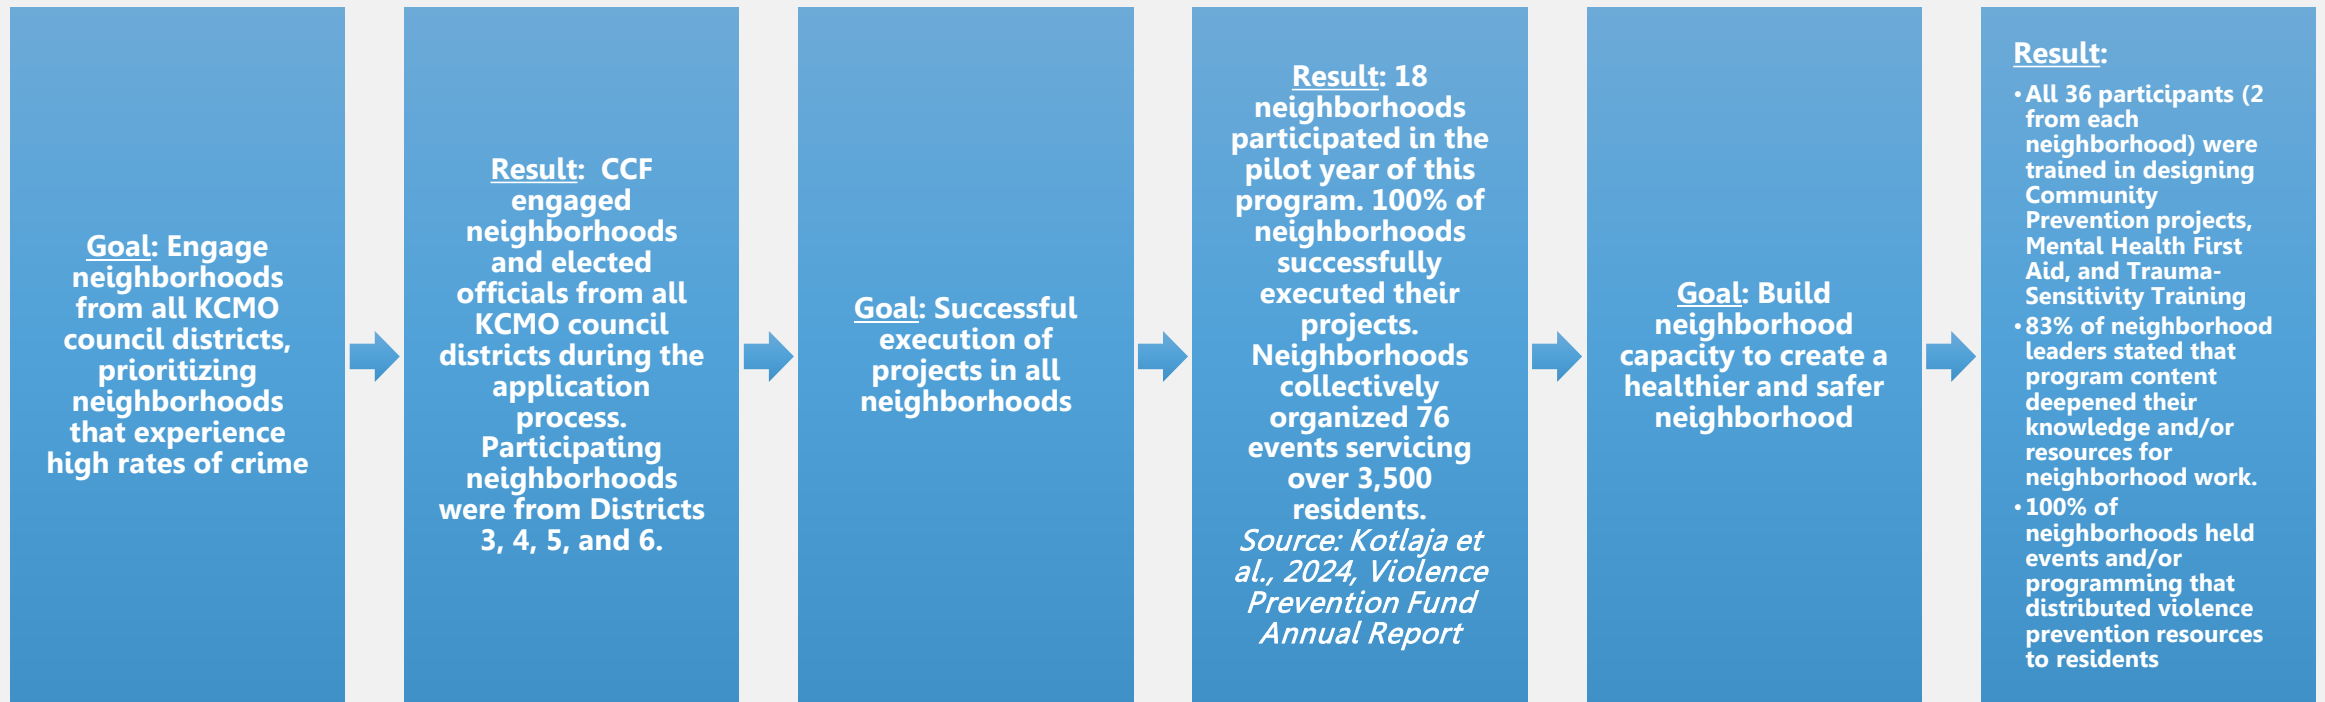 Goal: Engage
neighborhoods
from all KCMO
council districts,
prioritizing
neighborhoods
that experience
high rates of crime
Result:  CCF
engaged
neighborhoods
and elected
officials from all
KCMO council
districts during the
application
process.
Participating
neighborhoods
were from Districts
3, 4, 5, and 6.
Goal: Successful
execution of
projects in all
neighborhoods
Result: 18
neighborhoods
participated in the
pilot year of this
program. 100% of
neighborhoods
successfully
executed their
projects.
Neighborhoods
collectively
organized 76
events servicing
over 3,500
residents.
Source: Kotlaja et
al., 2024, Violence
Prevention Fund
Annual Report
Goal: Build
neighborhood
capacity to create a
healthier and safer
neighborhood
Result:
• All 36 participants (2
from each
neighborhood) were
trained in designing
Community
Prevention projects,
Mental Health First
Aid, and Trauma-
Sensitivity Training
• 83% of neighborhood
leaders stated that
program content
deepened their
knowledge and/or
resources for
neighborhood work.
• 100% of
neighborhoods held
events and/or
programming that
distributed violence
prevention resources
to residents